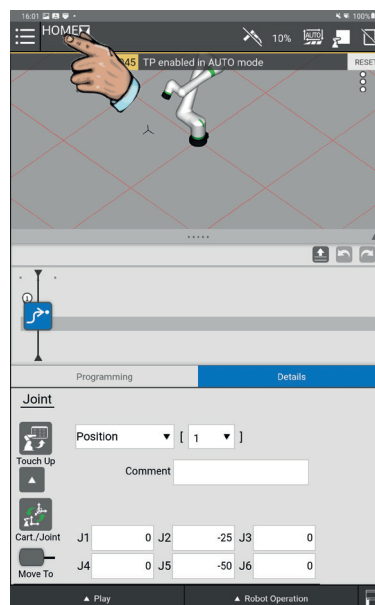 16:01
100%
HOME
10%
AUTO
45 TP enabled in AUTO mode
RESET
1
Programming
Details
Joint
Position
[ 1 ]
Touch Up
Comment
Cart./Joint
J1 0 J2 -25 J3 0
Move To
J4 0 J5 -50 J6 0
Play
Robot Operation